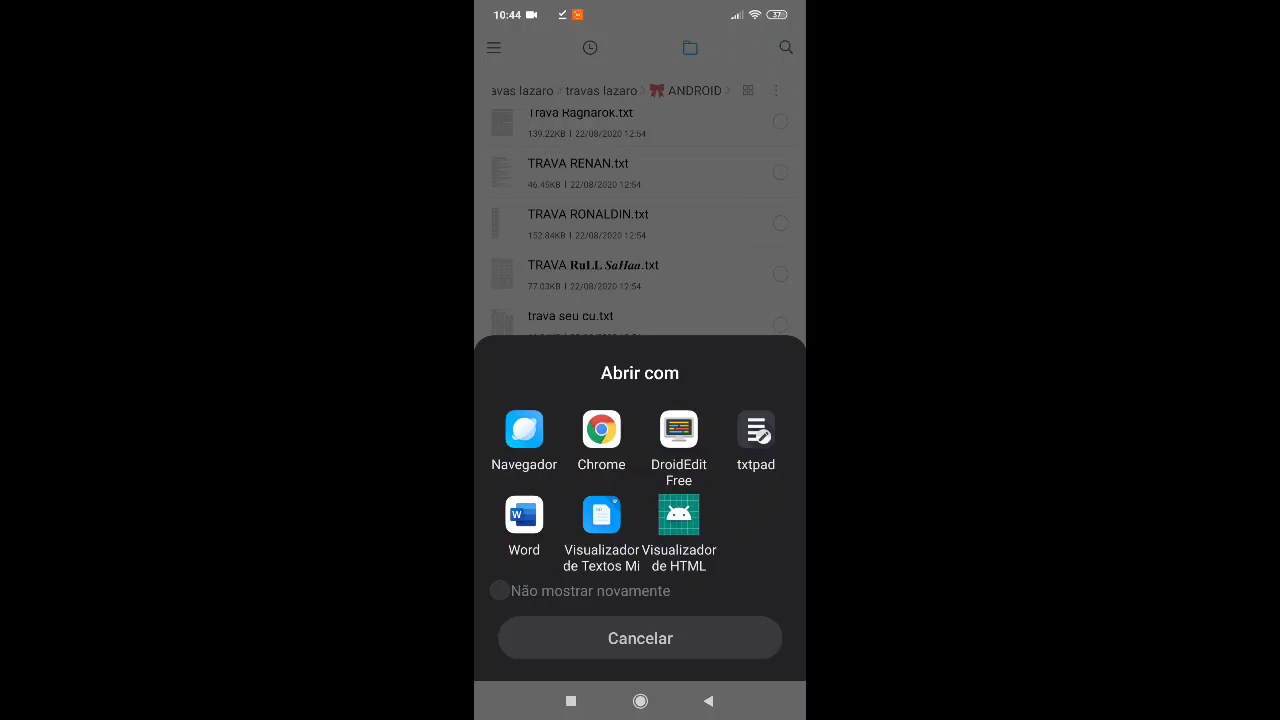 10:44
37
avas lazaro travas lazaro ANDROID
Trava Ragnarok.txt
139.22KB | 22/08/2020 12:54
TRAVA RENAN.txt
46.45KB | 22/08/2020 12:54
TRAVA RONALDIN.txt
152.84KB | 22/08/2020 12:54
TRAVA 𝐑𝐮𝐋𝐋 𝑺𝒂𝑯𝒂𝒂.txt
77.03KB | 22/08/2020 12:54
trava seu cu.txt
Abrir com
Navegador Chrome DroidEdit Free txtpad
Word Visualizador de Textos Mi Visualizador de HTML
Não mostrar novamente
Cancelar